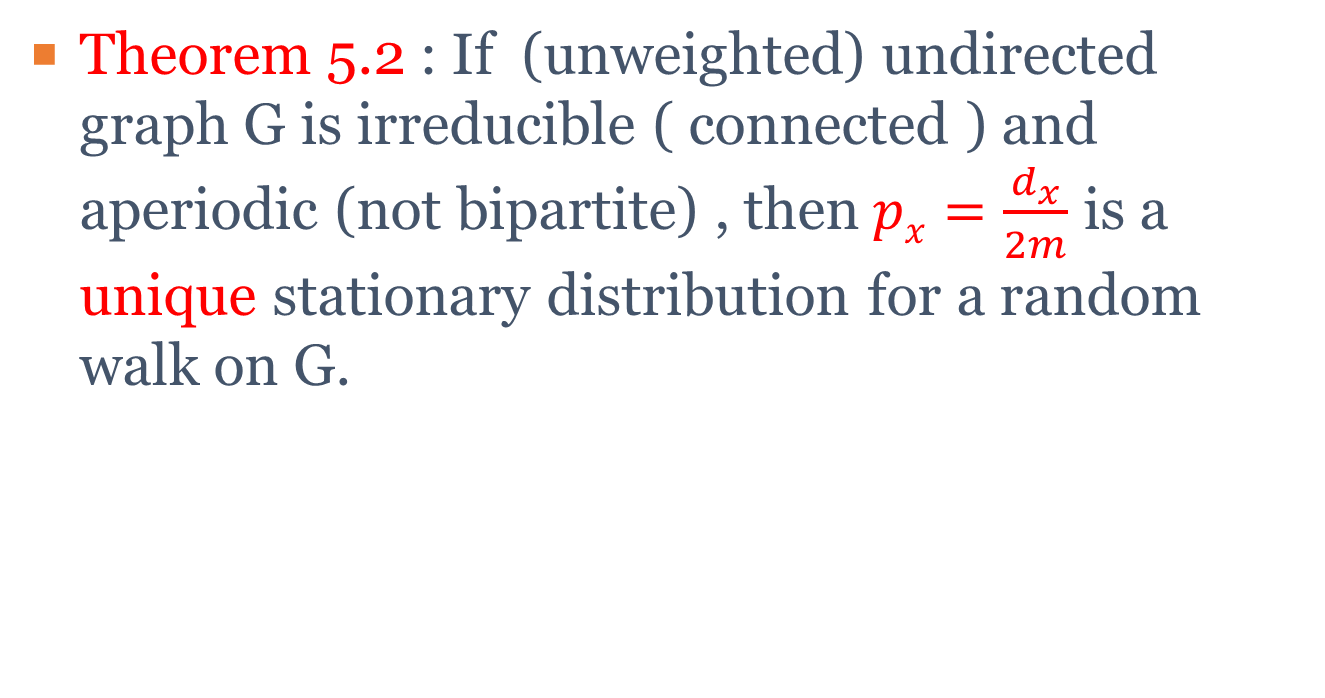 ▪ Theorem 5.2 : If (unweighted) undirected
graph G is irreducible ( connected ) and
aperiodic (not bipartite) , then $p_x = \frac{d_x}{2m}$ is a
unique stationary distribution for a random
walk on G.